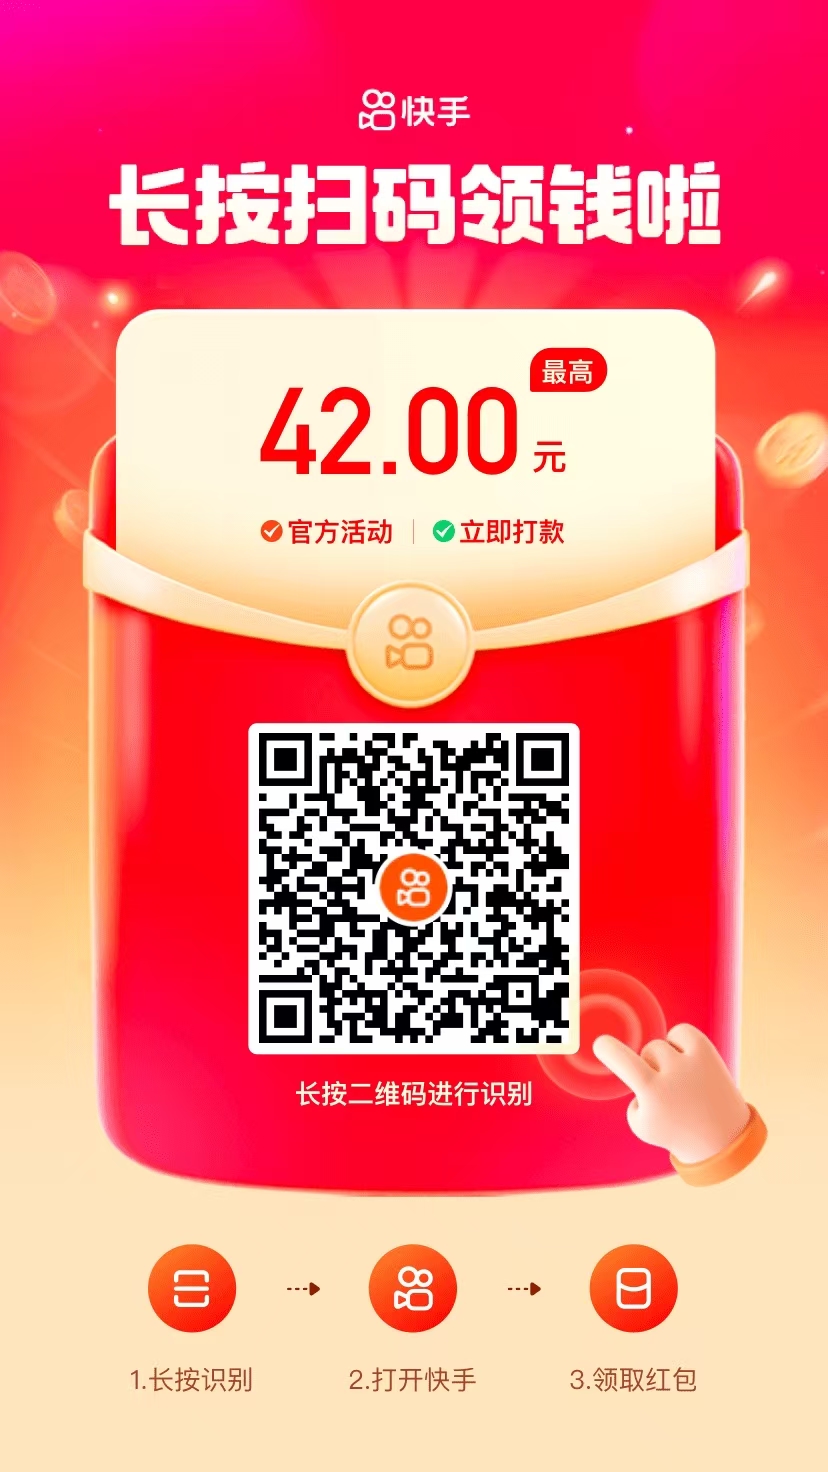 快手
长按扫码领钱啦
最高
42.00元
官方活动 | 立即打款
长按二维码进行识别
1.长按识别
2.打开快手
3.领取红包